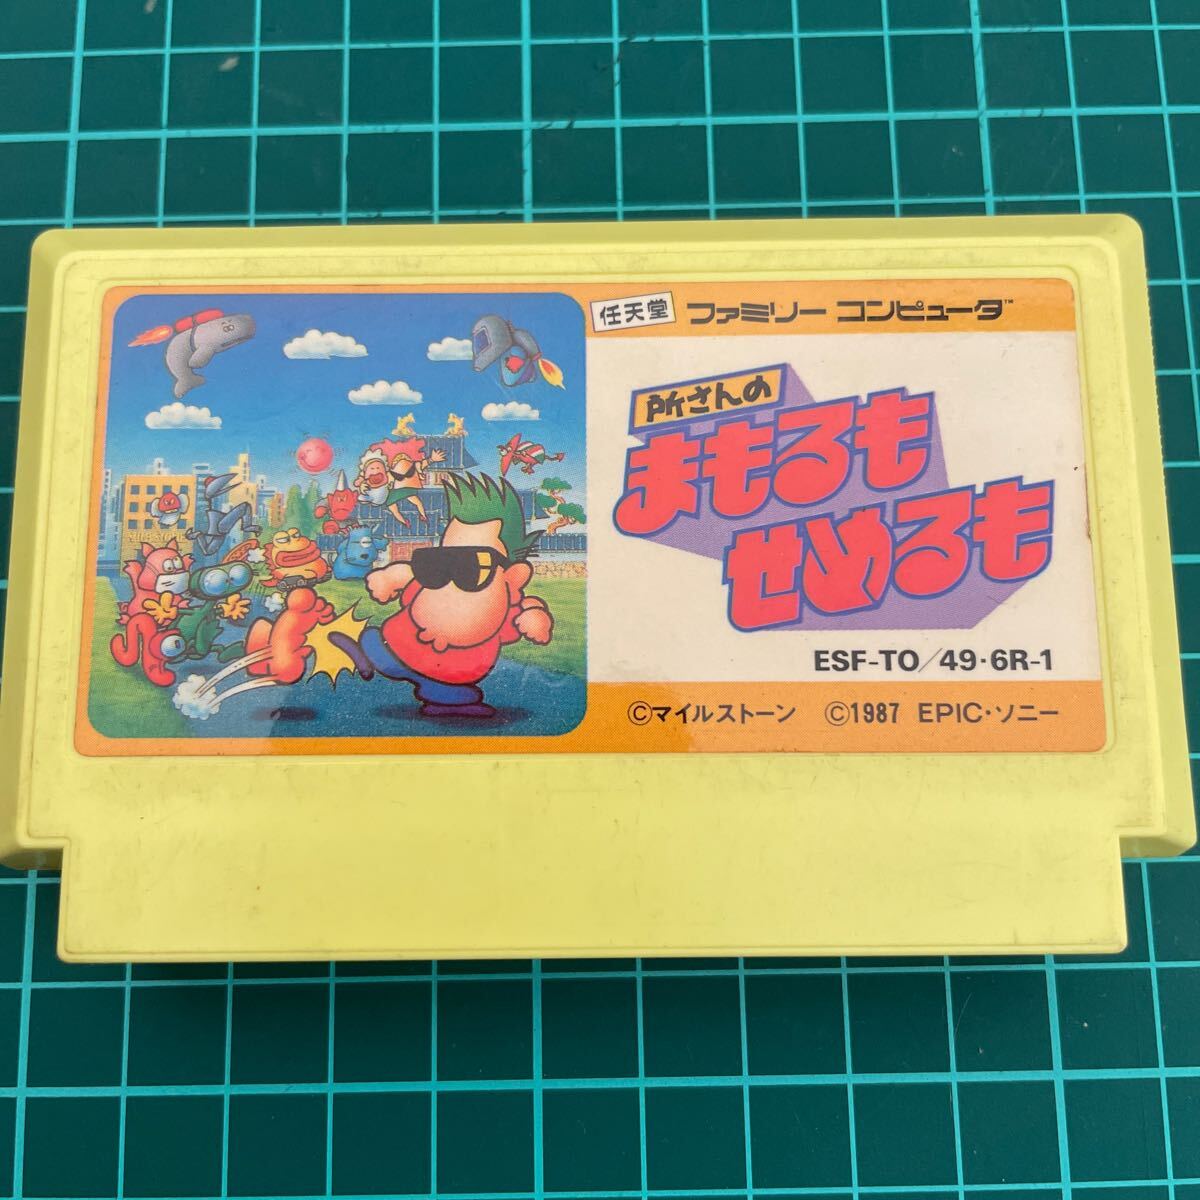 任天堂 ファミリー コンピュータ™
所さんの
まもるも
せめるも
ESF-TO/49・6R-1
©マイルストーン ©1987 EPIC・ソニー